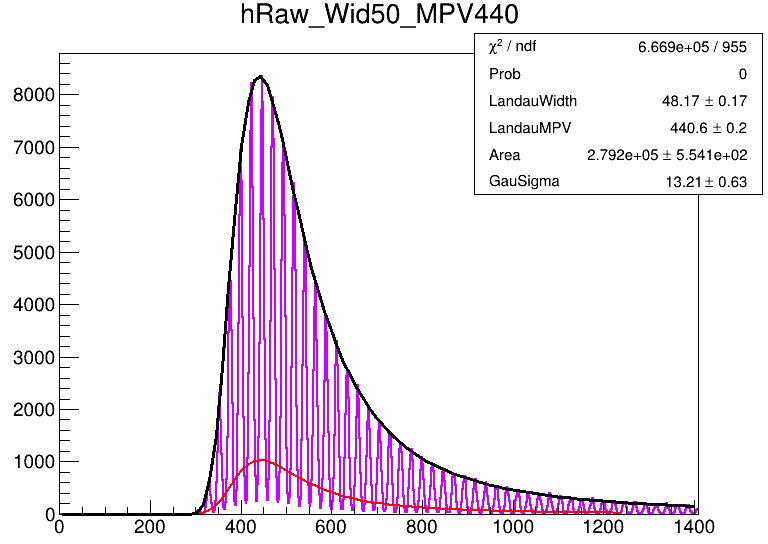 hRaw_Wid50_MPV440
χ² / ndf 6.669e+05 / 955
Prob 0
LandauWidth 48.17 ± 0.17
LandauMPV 440.6 ± 0.2
Area 2.792e+05 ± 5.541e+02
GauSigma 13.21 ± 0.63
8000
7000
6000
5000
4000
3000
2000
1000
0
0 200 400 600 800 1000 1200 1400